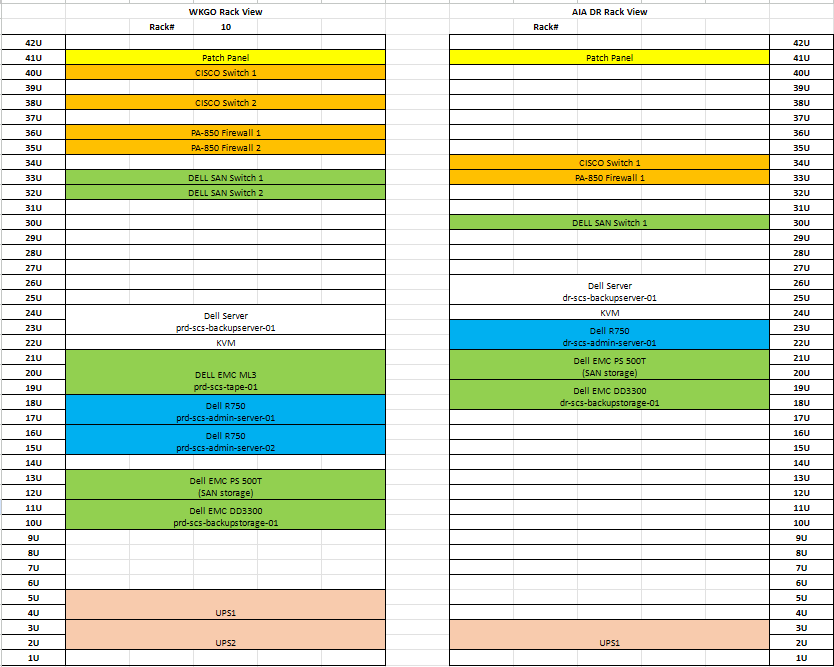 WKGO Rack View AIA DR Rack View
Rack# 10 Rack#
42U 42U
41U Patch Panel Patch Panel 41U
40U CISCO Switch 1 40U
39U 39U
38U CISCO Switch 2 38U
37U 37U
36U PA-850 Firewall 1 36U
35U PA-850 Firewall 2 35U
34U CISCO Switch 1 34U
33U DELL SAN Switch 1 PA-850 Firewall 1 33U
32U DELL SAN Switch 2 32U
31U 31U
30U DELL SAN Switch 1 30U
29U 29U
28U 28U
27U 27U
26U Dell Server 26U
25U dr-scs-backupserver-01 25U
24U Dell Server KVM 24U
23U prd-scs-backupserver-01 Dell R750 23U
22U KVM dr-scs-admin-server-01 22U
21U Dell EMC PS 500T 21U
20U DELL EMC ML3 (SAN storage) 20U
19U prd-scs-tape-01 Dell EMC DD3300 19U
18U Dell R750 dr-scs-backupstorage-01 18U
17U prd-scs-admin-server-01 17U
16U Dell R750 16U
15U prd-scs-admin-server-02 15U
14U 14U
13U Dell EMC PS 500T 13U
12U (SAN storage) 12U
11U Dell EMC DD3300 11U
10U prd-scs-backupstorage-01 10U
9U 9U
8U 8U
7U 7U
6U 6U
5U 5U
4U UPS1 4U
3U 3U
2U UPS2 UPS1 2U
1U 1U